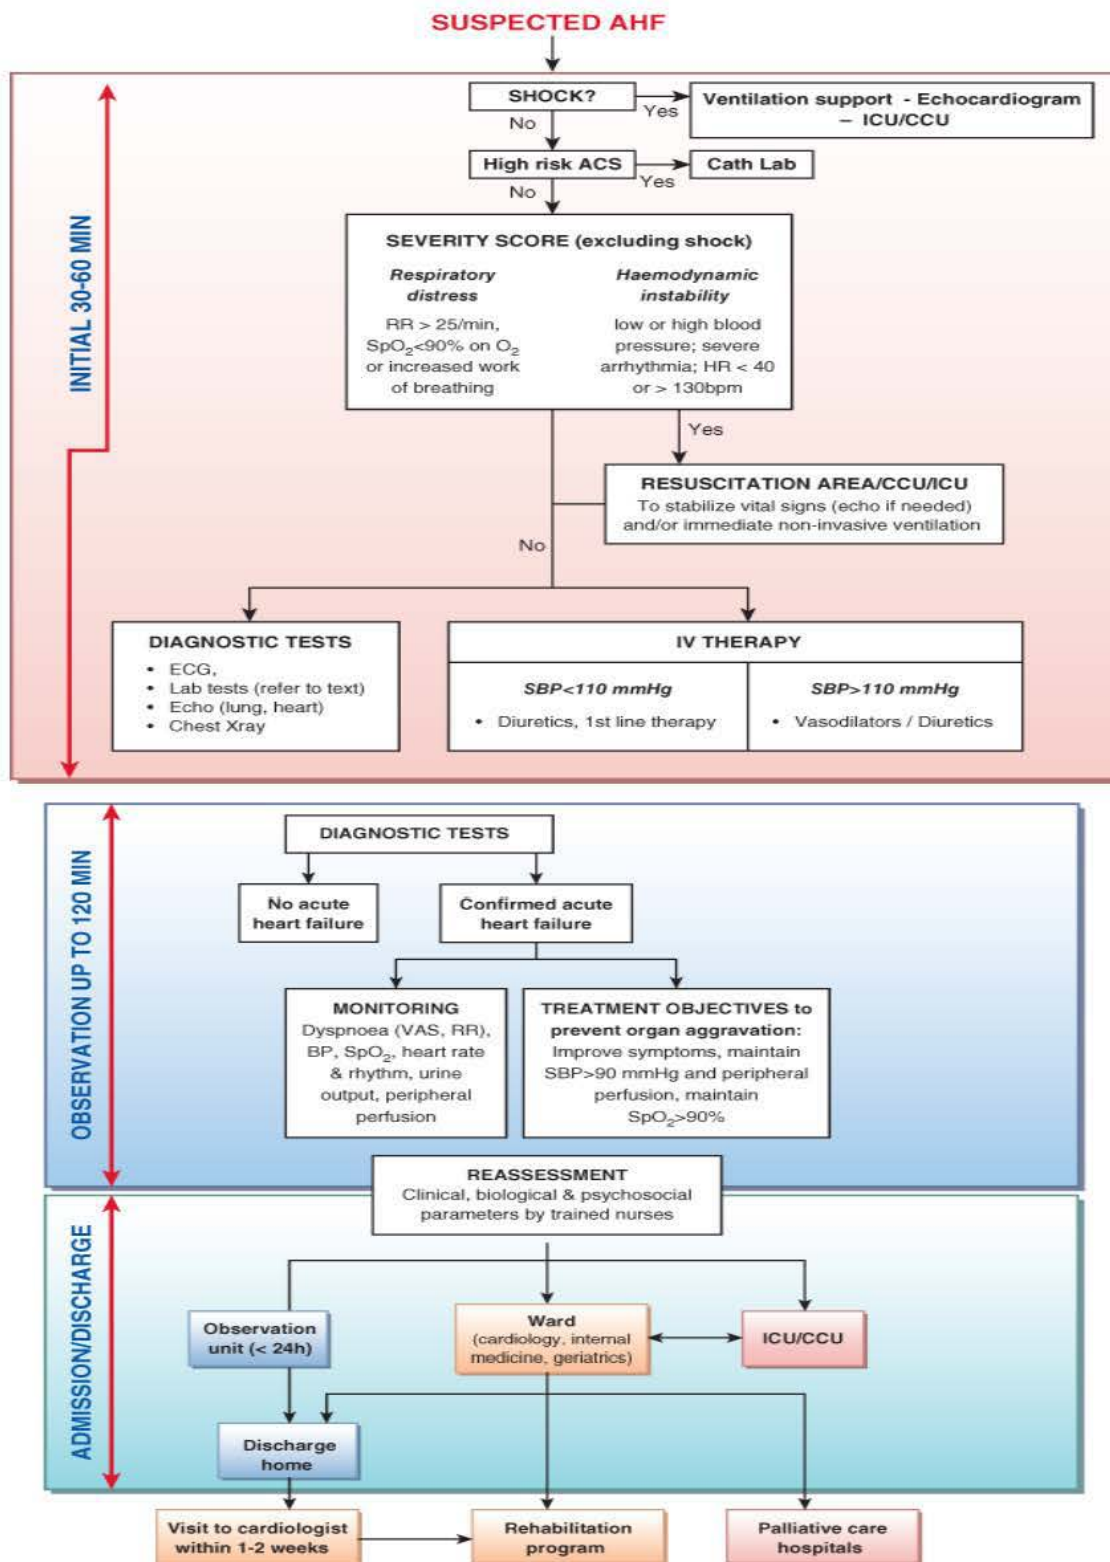 SUSPECTED AHF
INITIAL 30-60 MIN
SHOCK?
Yes
Ventilation support - Echocardiogram
– ICU/CCU
No
High risk ACS
Yes
Cath Lab
No
SEVERITY SCORE (excluding shock)
Respiratory
distress
RR > 25/min,
SpO₂<90% on O₂
or increased work
of breathing
Haemodynamic
instability
low or high blood
pressure; severe
arrhythmia; HR < 40
or > 130bpm
Yes
RESUSCITATION AREA/CCU/ICU
To stabilize vital signs (echo if needed)
and/or immediate non-invasive ventilation
No
DIAGNOSTIC TESTS
• ECG,
• Lab tests (refer to text)
• Echo (lung, heart)
• Chest Xray
IV THERAPY
SBP<110 mmHg
• Diuretics, 1st line therapy
SBP>110 mmHg
• Vasodilators / Diuretics
OBSERVATION UP TO 120 MIN
DIAGNOSTIC TESTS
No acute
heart failure
Confirmed acute
heart failure
MONITORING
Dyspnoea (VAS, RR),
BP, SpO₂, heart rate
& rhythm, urine
output, peripheral
perfusion
TREATMENT OBJECTIVES to
prevent organ aggravation:
Improve symptoms, maintain
SBP>90 mmHg and peripheral
perfusion, maintain
SpO₂>90%
REASSESSMENT
Clinical, biological & psychosocial
parameters by trained nurses
ADMISSION/DISCHARGE
Observation
unit (< 24h)
Ward
(cardiology, internal
medicine, geriatrics)
ICU/CCU
Discharge
home
Visit to cardiologist
within 1-2 weeks
Rehabilitation
program
Palliative care
hospitals